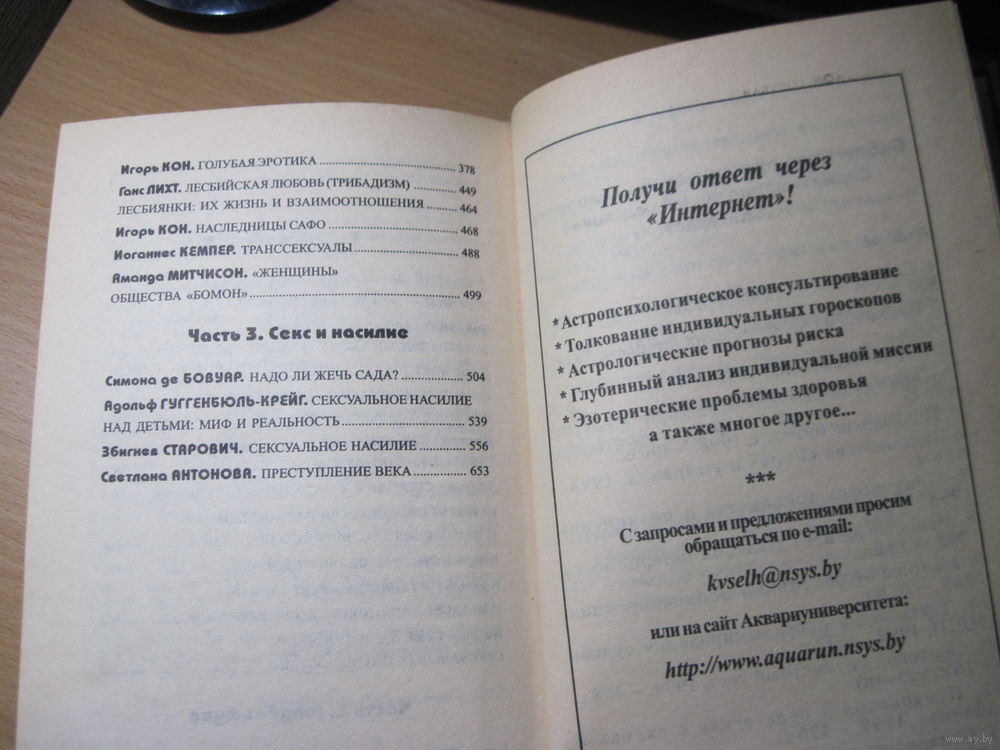 Игорь КОН. ГОЛУБАЯ ЭРОТИКА ........ 378
Ганс ЛИХТ. ЛЕСБИЙСКАЯ ЛЮБОВЬ (ТРИБАДИЗМ) ........ 449
ЛЕСБИЯНКИ: ИХ ЖИЗНЬ И ВЗАИМООТНОШЕНИЯ ........ 464
Игорь КОН. НАСЛЕДНИЦЫ САФО ........ 468
Иоганнес КЕМПЕР. ТРАНССЕКСУАЛЫ ........ 488
Аманда МИТЧИСОН. «ЖЕНЩИНЫ»
ОБЩЕСТВА «БОМОН» ........ 499
Часть 3. Секс и насилие
Симона де БОВУАР. НАДО ЛИ ЖЕЧЬ САДА? ........ 504
Адольф ГУГГЕНБЮЛЬ-КРЕЙГ. СЕКСУАЛЬНОЕ НАСИЛИЕ
НАД ДЕТЬМИ: МИФ И РЕАЛЬНОСТЬ ........ 539
Збигнев СТАРОВИЧ. СЕКСУАЛЬНОЕ НАСИЛИЕ ........ 556
Светлана АНТОНОВА. ПРЕСТУПЛЕНИЕ ВЕКА ........ 653
Получи ответ через
«Интернет»!
* Астропсихологическое консультирование
* Толкование индивидуальных гороскопов
* Астрологические прогнозы риска
* Глубинный анализ индивидуальной миссии
* Эзотерические проблемы здоровья
а также многое другое...
***
С запросами и предложениями просим
обращаться по e-mail:
kvselh@nsys.by
или на сайт Аквариуниверситета:
http://www.aquarun.nsys.by
www.ay.by